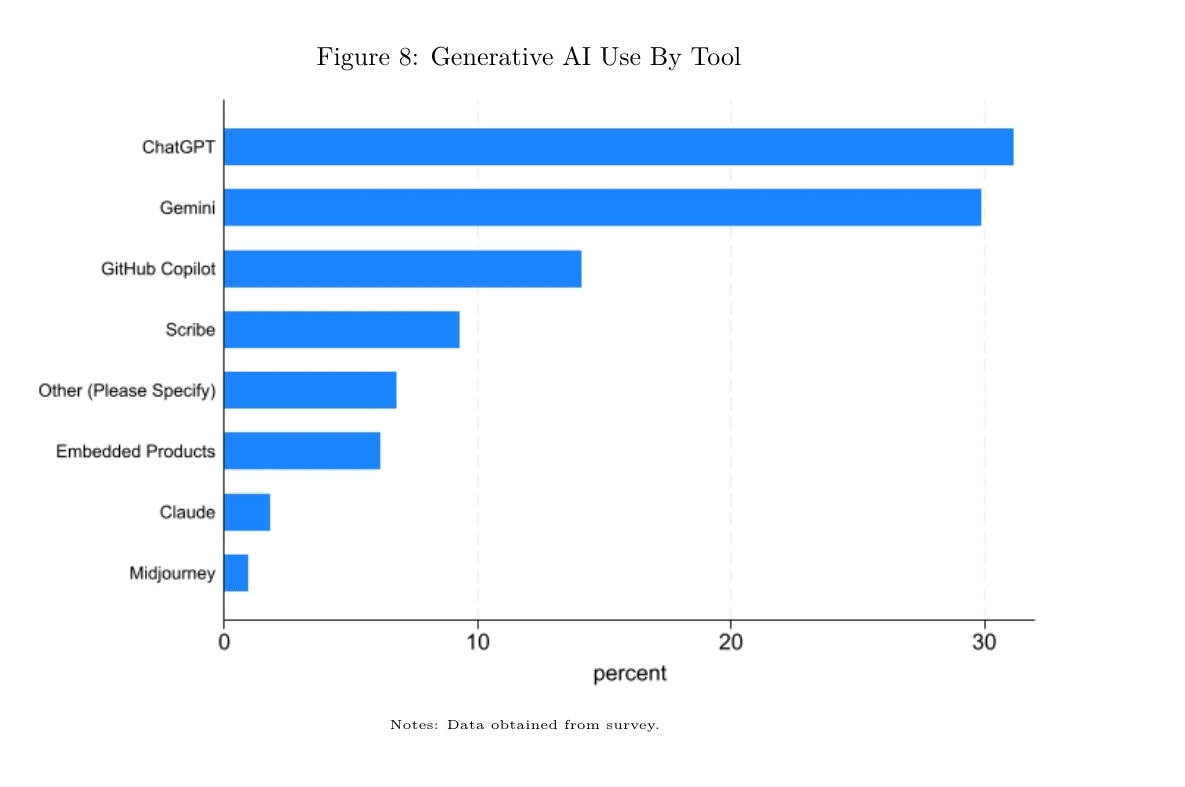 Figure 8: Generative AI Use By Tool
ChatGPT
Gemini
GitHub Copilot
Scribe
Other (Please Specify)
Embedded Products
Claude
Midjourney
0 10 20 30
percent
Notes: Data obtained from survey.